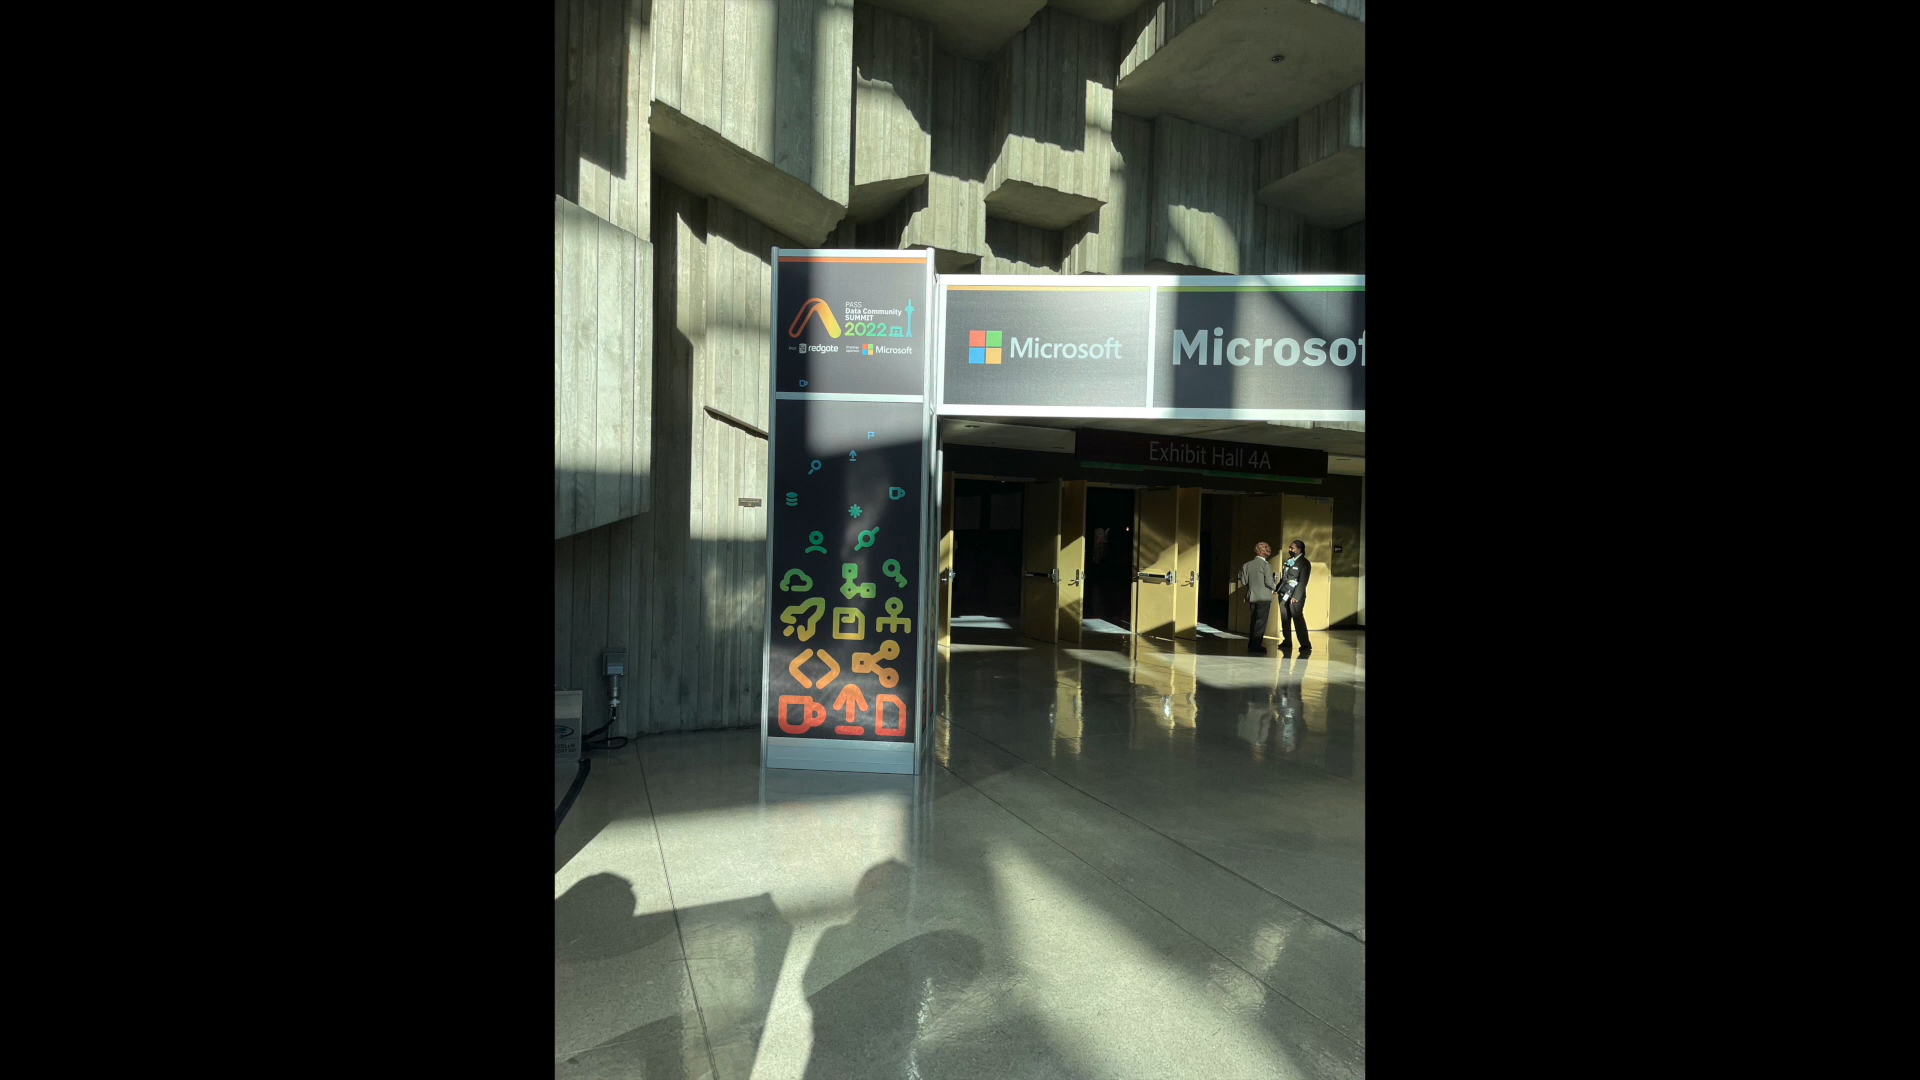 PASS
Data Community
SUMMIT
2022
redgate
Microsoft
Microsoft
Microsof
Exhibit Hall 4A